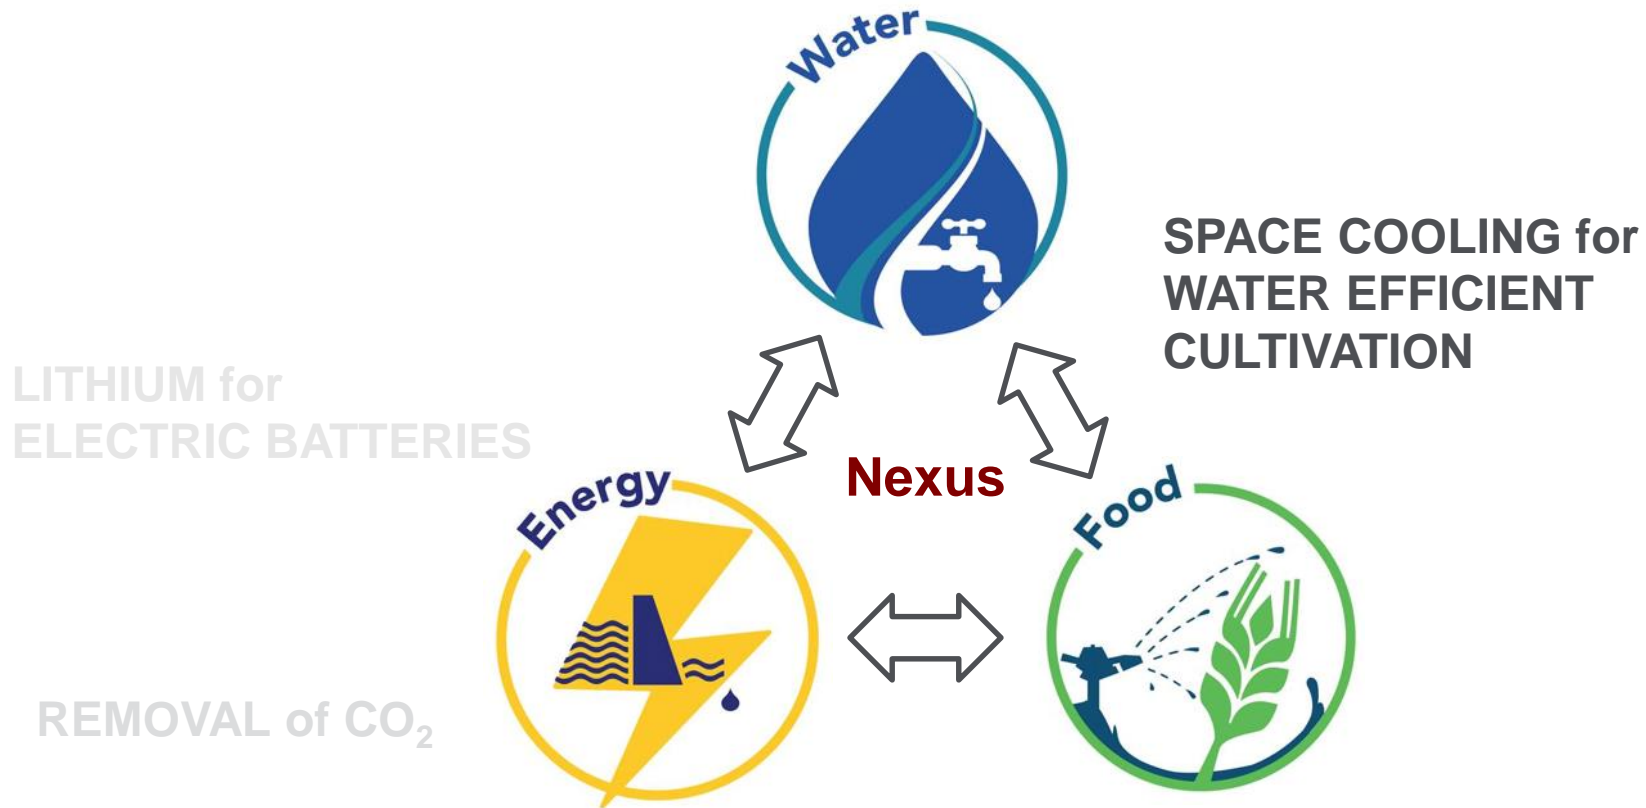 Water
SPACE COOLING for
WATER EFFICIENT
CULTIVATION
LITHIUM for
ELECTRIC BATTERIES
Nexus
Energy
Food
REMOVAL of CO₂